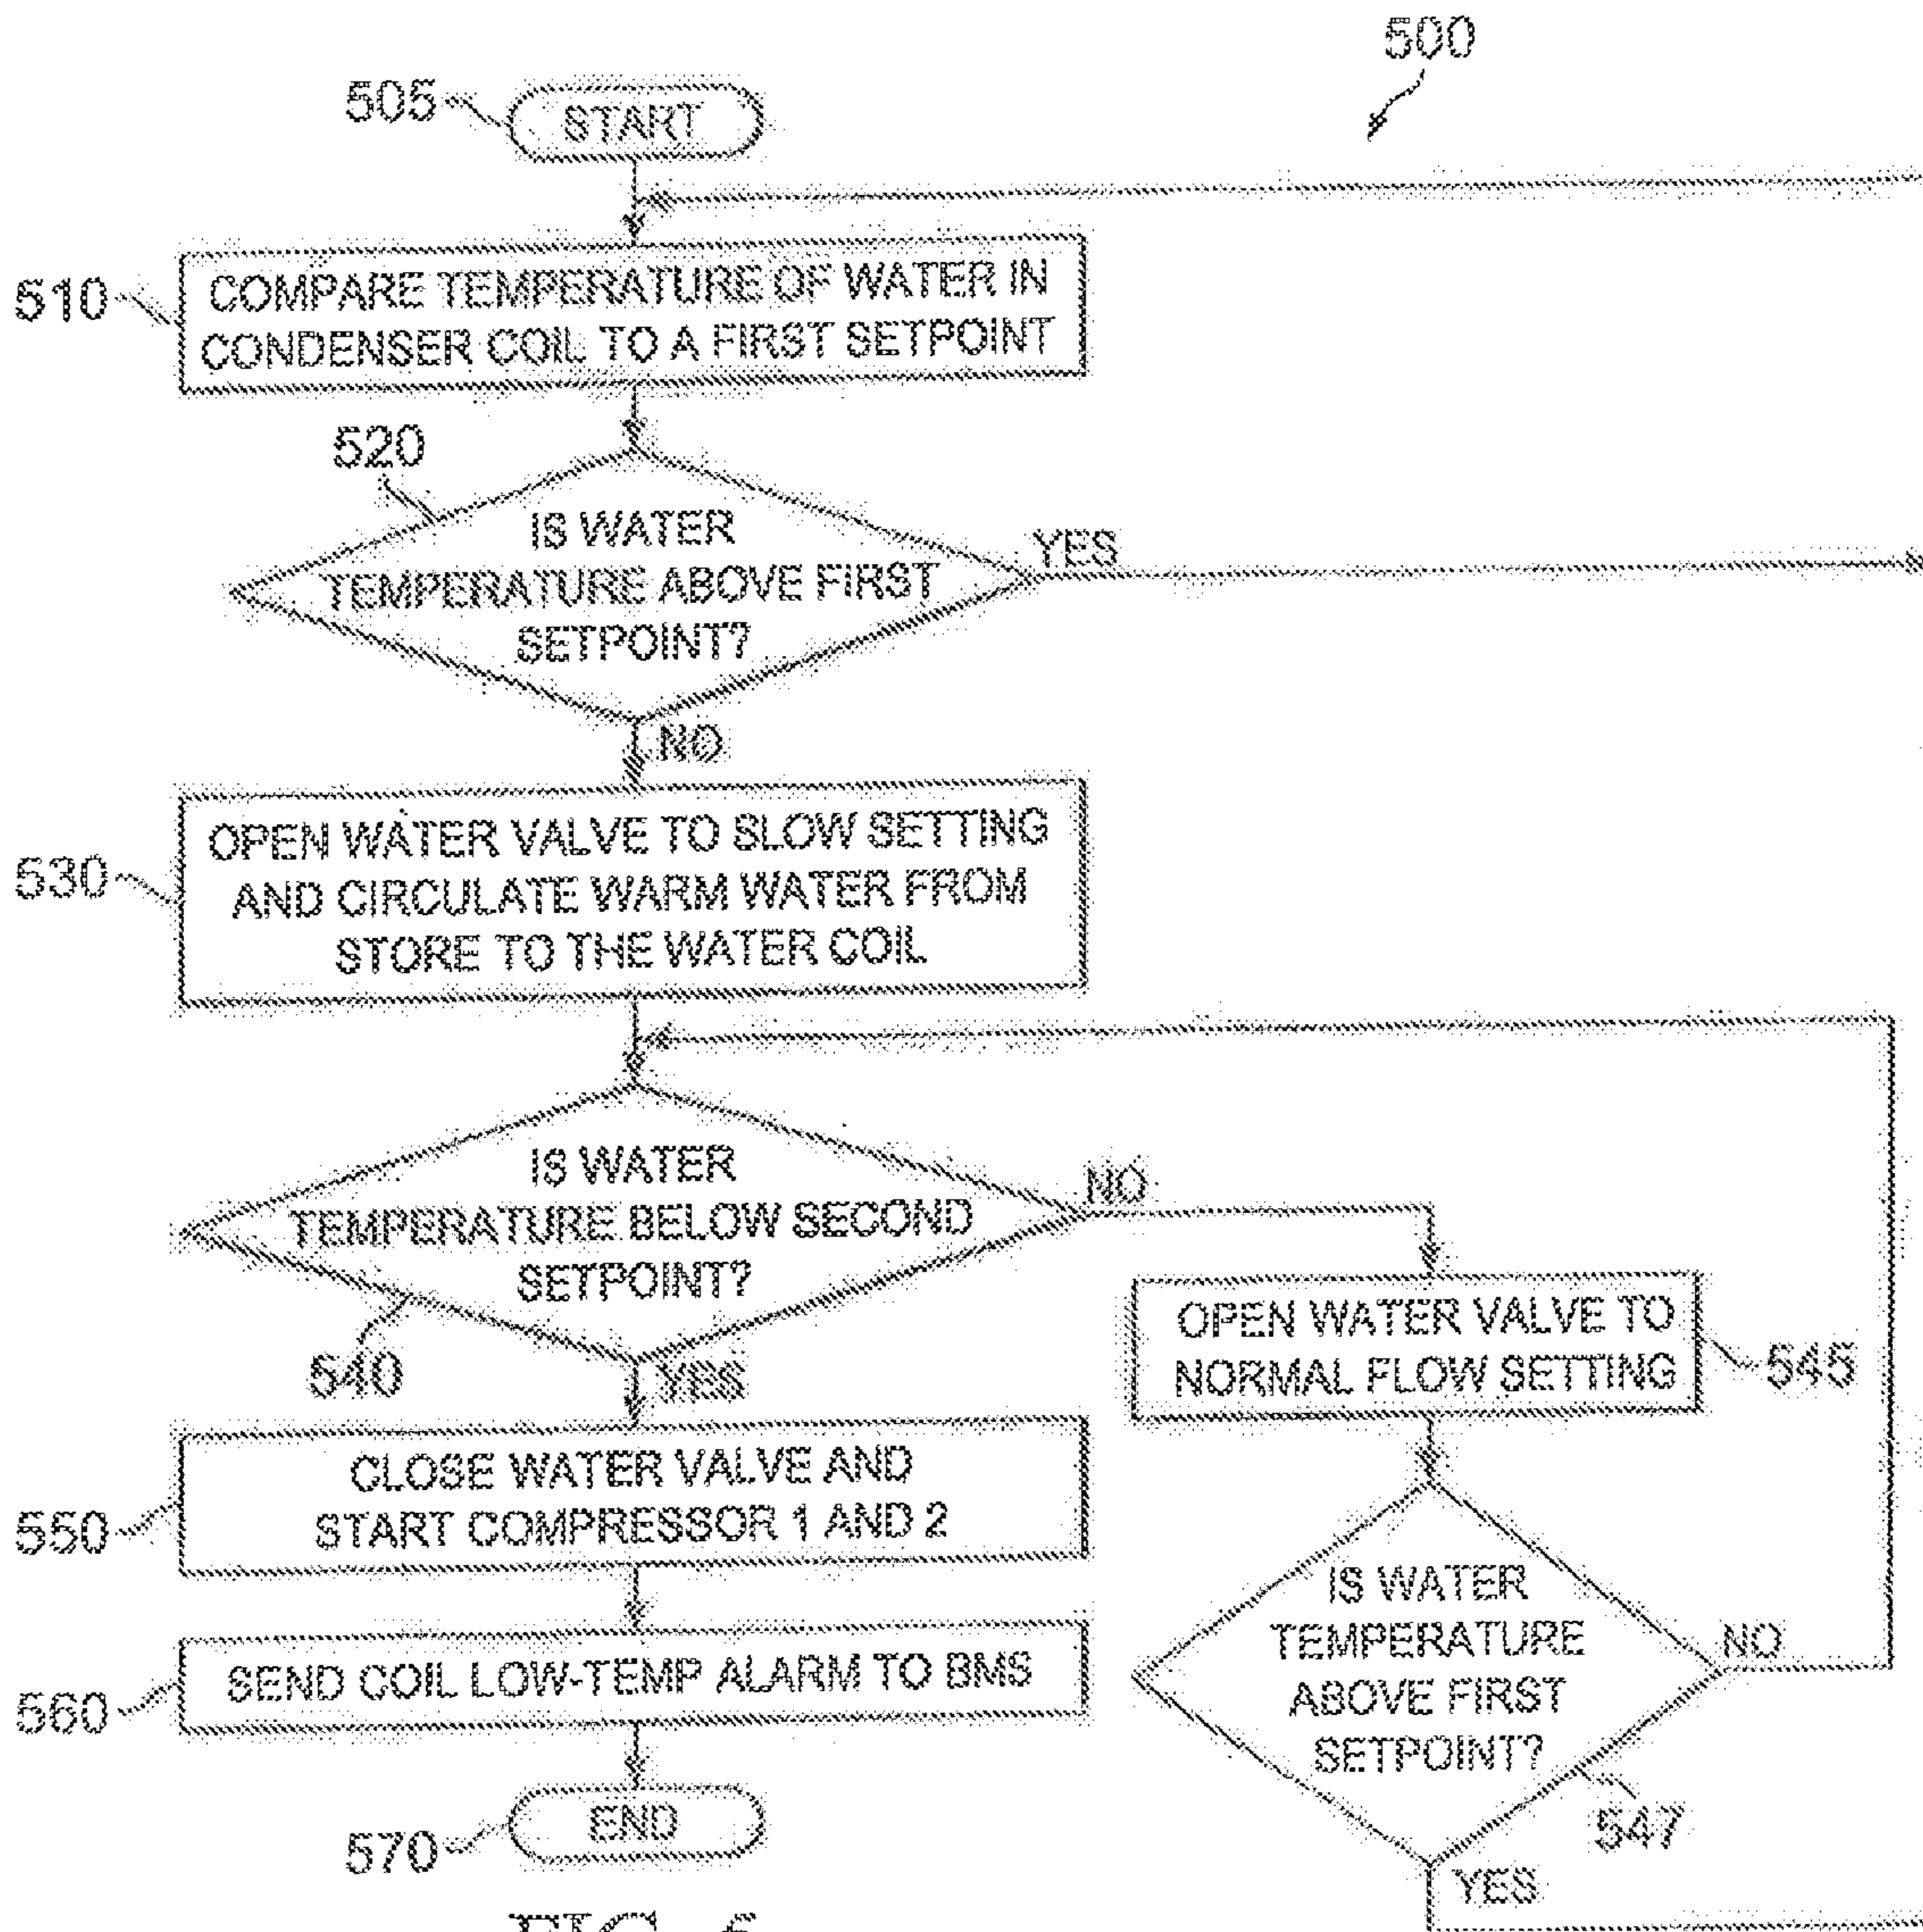 500
505
START
510
COMPARE TEMPERATURE OF WATER IN
CONDENSER COIL TO A FIRST SETPOINT
520
IS WATER
TEMPERATURE ABOVE FIRST
SETPOINT?
YES
NO
530
OPEN WATER VALVE TO SLOW SETTING
AND CIRCULATE WARM WATER FROM
STORE TO THE WATER COIL
IS WATER
TEMPERATURE BELOW SECOND
SETPOINT?
NO
540
YES
OPEN WATER VALVE TO
NORMAL FLOW SETTING
545
550
CLOSE WATER VALVE AND
START COMPRESSOR 1 AND 2
IS WATER
TEMPERATURE
ABOVE FIRST
SETPOINT?
NO
547
YES
560
SEND COIL LOW-TEMP ALARM TO BMS
570
END